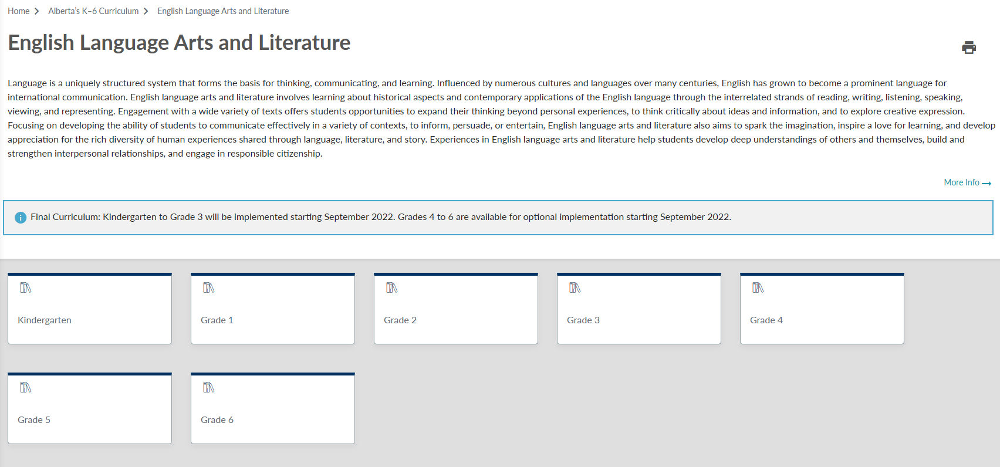 Home > Alberta's K–6 Curriculum > English Language Arts and Literature
English Language Arts and Literature
Language is a uniquely structured system that forms the basis for thinking, communicating, and learning. Influenced by numerous cultures and languages over many centuries, English has grown to become a prominent language for
international communication. English language arts and literature involves learning about historical aspects and contemporary applications of the English language through the interrelated strands of reading, writing, listening, speaking,
viewing, and representing. Engagement with a wide variety of texts offers students opportunities to expand their thinking beyond personal experiences, to think critically about ideas and information, and to explore creative expression.
Focusing on developing the ability of students to communicate effectively in a variety of contexts, to inform, persuade, or entertain, English language arts and literature also aims to spark the imagination, inspire a love for learning, and develop
appreciation for the rich diversity of human experiences shared through language, literature, and story. Experiences in English language arts and literature help students develop deep understandings of others and themselves, build and
strengthen interpersonal relationships, and engage in responsible citizenship.
More Info
Final Curriculum: Kindergarten to Grade 3 will be implemented starting September 2022. Grades 4 to 6 are available for optional implementation starting September 2022.
Kindergarten
Grade 1
Grade 2
Grade 3
Grade 4
Grade 5
Grade 6